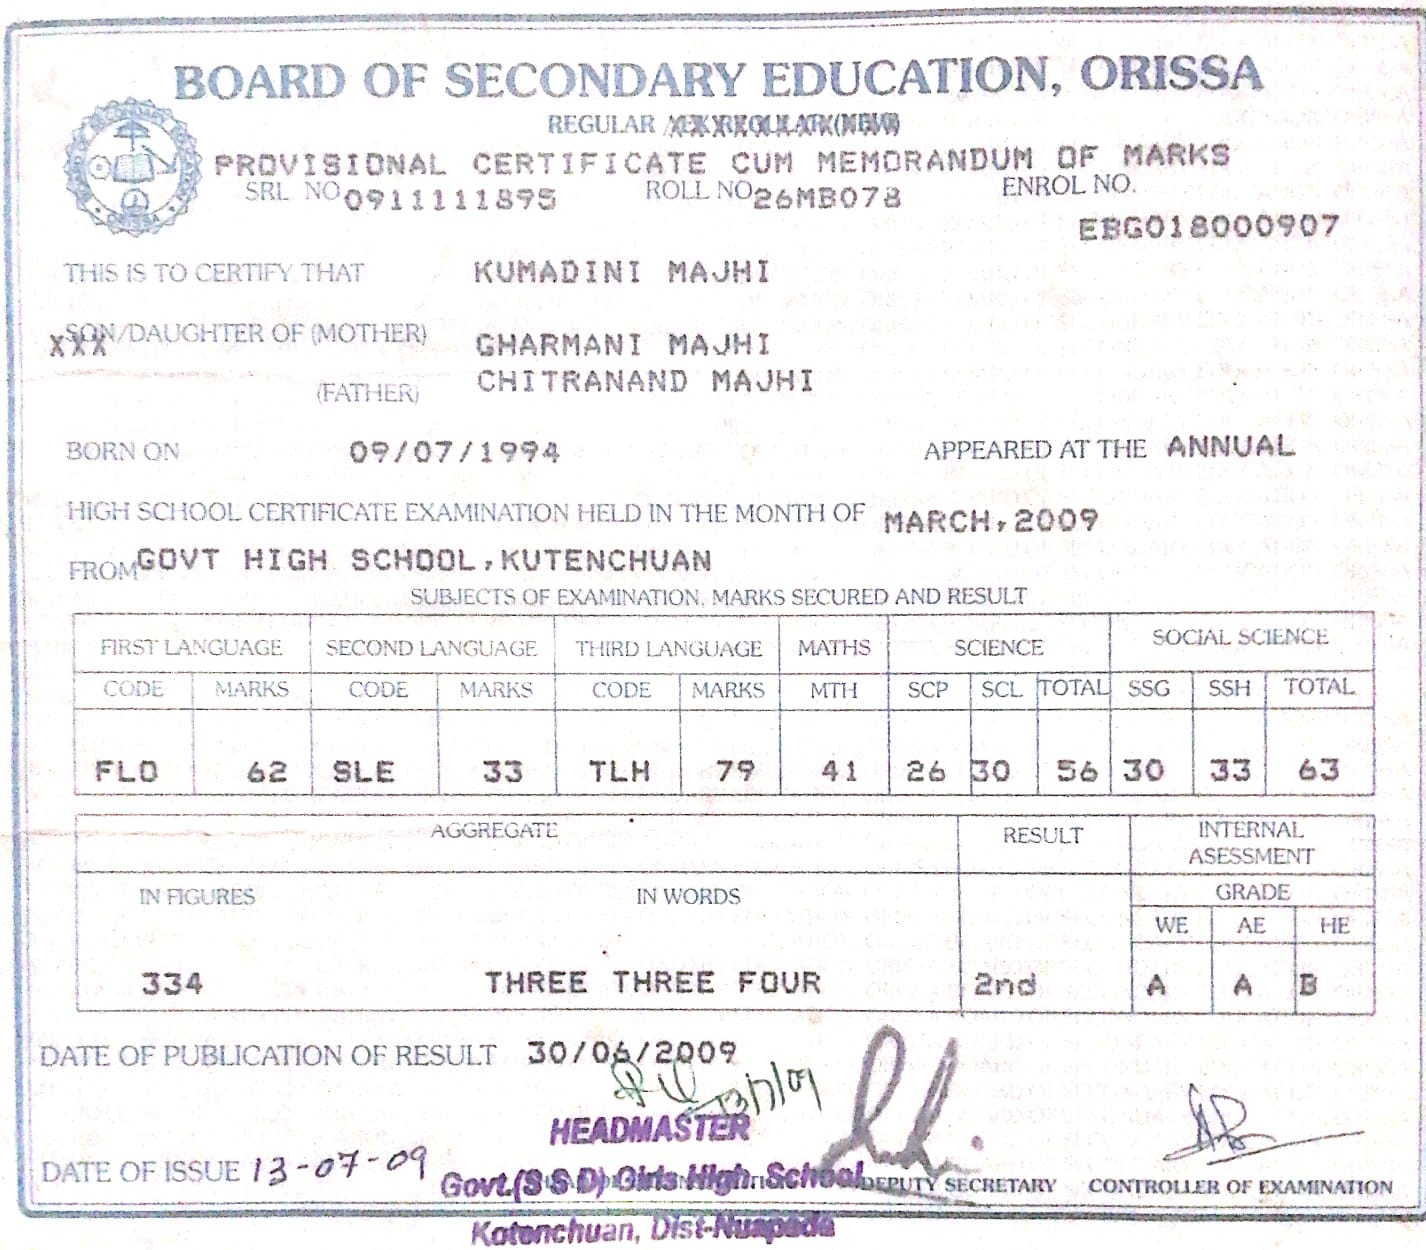 BOARD OF SECONDARY EDUCATION, ORISSA
REGULAR /
PROVISIONAL CERTIFICATE CUM MEMORANDUM OF MARKS
SRL NO 0911111895 ROLL NO 26MB078 ENROL NO.
EBG018000907
THIS IS TO CERTIFY THAT KUMADINI MAJHI
XXX SON/DAUGHTER OF (MOTHER) GHARMANI MAJHI
(FATHER) CHITRANAND MAJHI
BORN ON 09/07/1994 APPEARED AT THE ANNUAL
HIGH SCHOOL CERTIFICATE EXAMINATION HELD IN THE MONTH OF MARCH,2009
FROM GOVT HIGH SCHOOL,KUTENCHUAN
SUBJECTS OF EXAMINATION, MARKS SECURED AND RESULT
FIRST LANGUAGE SECOND LANGUAGE THIRD LANGUAGE MATHS SCIENCE SOCIAL SCIENCE
CODE MARKS CODE MARKS CODE MARKS MTH SCP SCL TOTAL SSG SSH TOTAL
FLO 62 SLE 33 TLH 79 41 26 30 56 30 33 63
AGGREGATE RESULT INTERNAL
ASESSMENT
IN FIGURES IN WORDS GRADE
WE AE HE
334 THREE THREE FOUR 2nd A A B
DATE OF PUBLICATION OF RESULT 30/06/2009
13/7/09
HEADMASTER
DATE OF ISSUE 13-07-09 Govt.(S S D) Girls High School DEPUTY SECRETARY CONTROLLER OF EXAMINATION
Kotenchuan, Dist-Nuapada